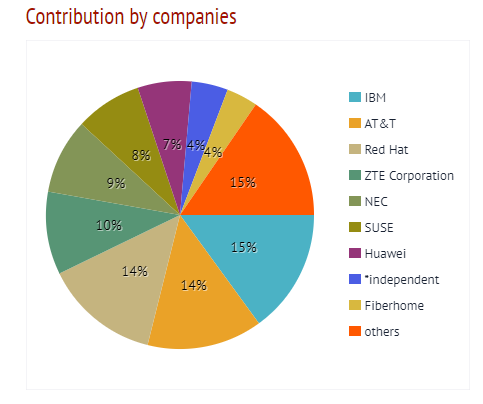 Contribution by companies
7%
4%
4%
8%
15%
9%
10%
15%
14%
14%
IBM
AT&T
Red Hat
ZTE Corporation
NEC
SUSE
Huawei
*independent
Fiberhome
others